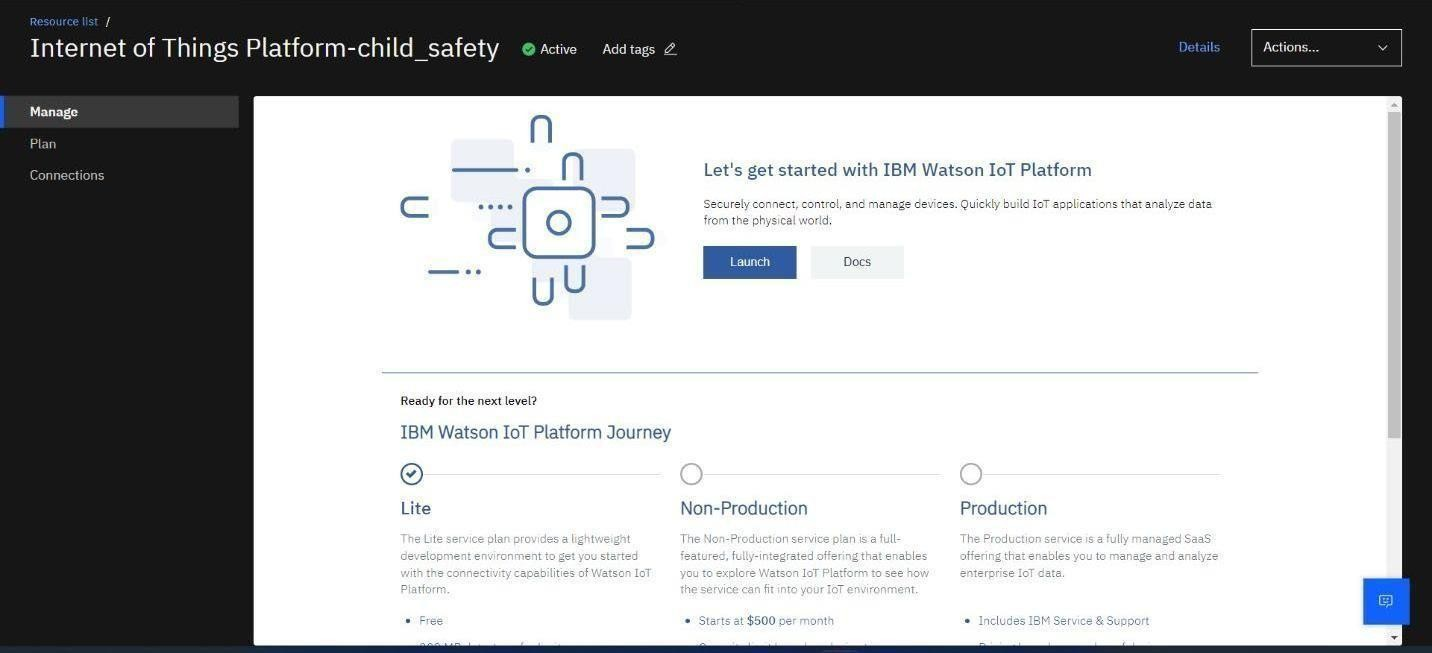 Resource list /
Internet of Things Platform-child_safety Active Add tags Details Actions...
Manage
Plan
Connections
Let's get started with IBM Watson IoT Platform
Securely connect, control, and manage devices. Quickly build IoT applications that analyze data
from the physical world.
Launch Docs
Ready for the next level?
IBM Watson IoT Platform Journey
Lite
The Lite service plan provides a lightweight
development environment to get you started
with the connectivity capabilities of Watson IoT
Platform.
• Free
Non-Production
The Non-Production service plan is a full-
featured, fully-integrated offering that enables
you to explore Watson IoT Platform to see how
the service can fit into your IoT environment.
• Starts at $500 per month
Production
The Production service is a fully managed SaaS
offering that enables you to manage and analyze
enterprise IoT data.
• Includes IBM Service & Support